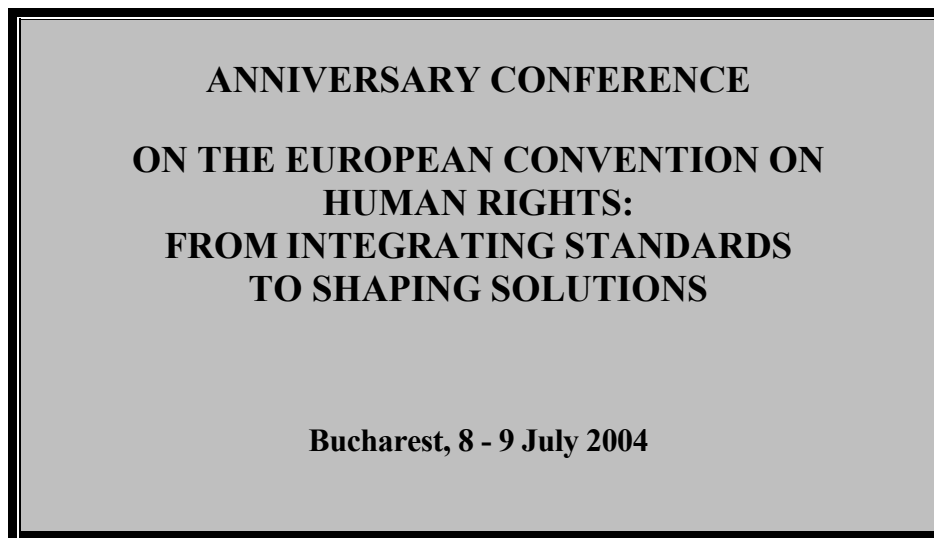 ANNIVERSARY CONFERENCE
ON THE EUROPEAN CONVENTION ON
HUMAN RIGHTS:
FROM INTEGRATING STANDARDS
TO SHAPING SOLUTIONS
Bucharest, 8 - 9 July 2004